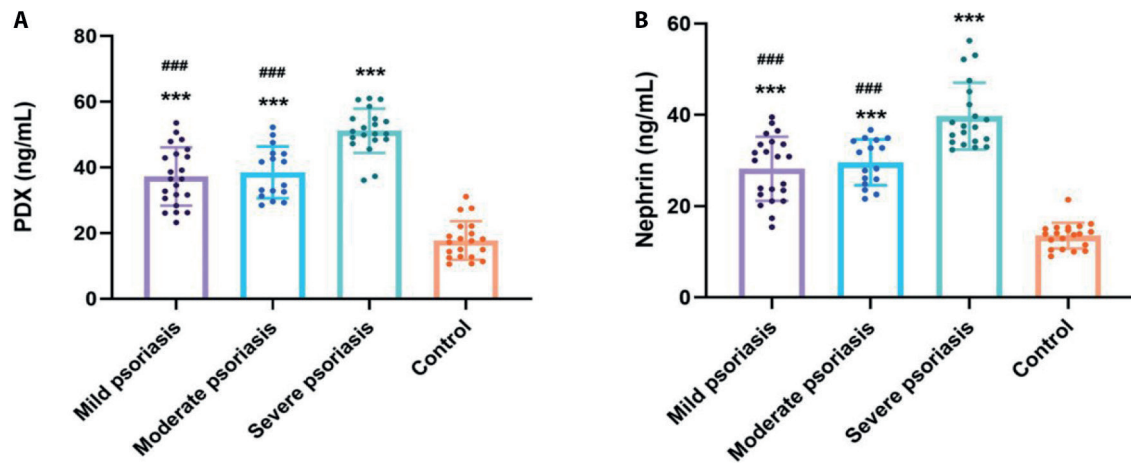 A
PDX (ng/mL)
80
60
40
20
0
###
***
###
***
***
Mild psoriasis
Moderate psoriasis
Severe psoriasis
Control
B
Nephrin (ng/mL)
60
40
20
0
###
***
###
***
***
Mild psoriasis
Moderate psoriasis
Severe psoriasis
Control